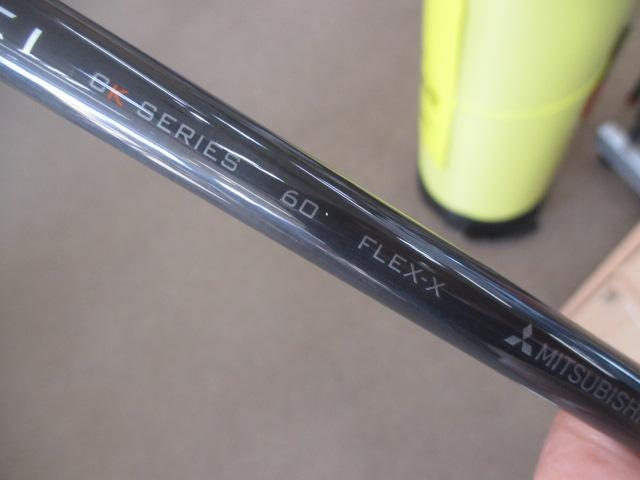 CK SERIES 60 FLEX-X MITSUBISHI